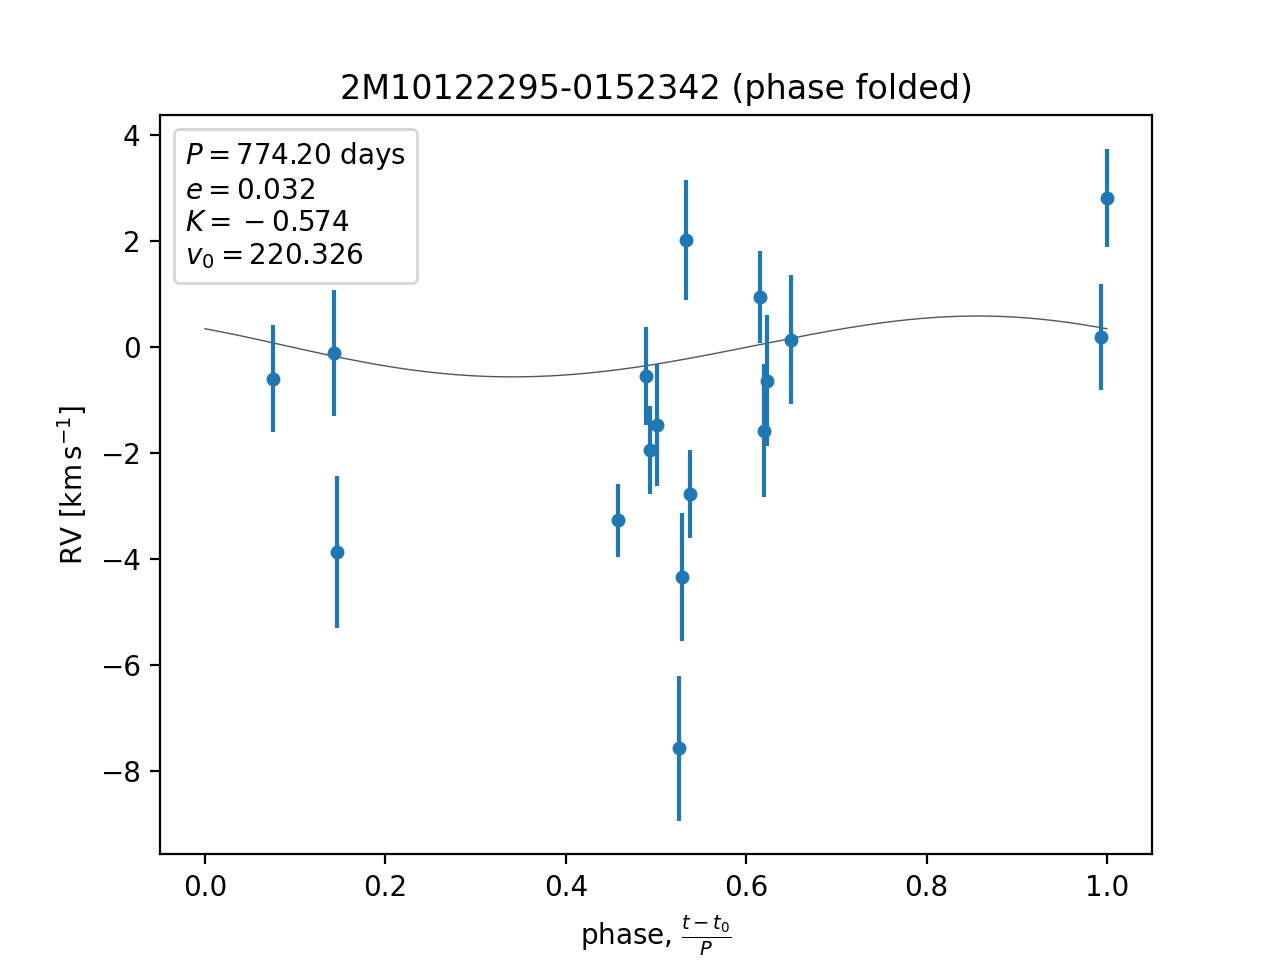 2M10122295-0152342 (phase folded)
P = 774.20 days
e = 0.032
K = −0.574
v₀ = 220.326
4
2
0
−2
−4
−6
−8
RV [km s⁻¹]
0.0 0.2 0.4 0.6 0.8 1.0
phase, (t − t₀)/P